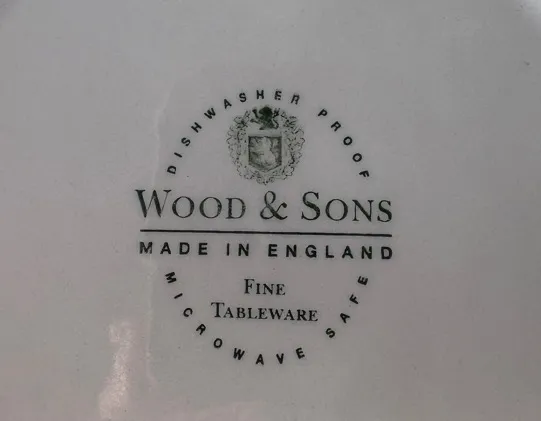 DISHWASHER PROOF
WOOD & SONS
MADE IN ENGLAND
FINE
TABLEWARE
MICROWAVE SAFE